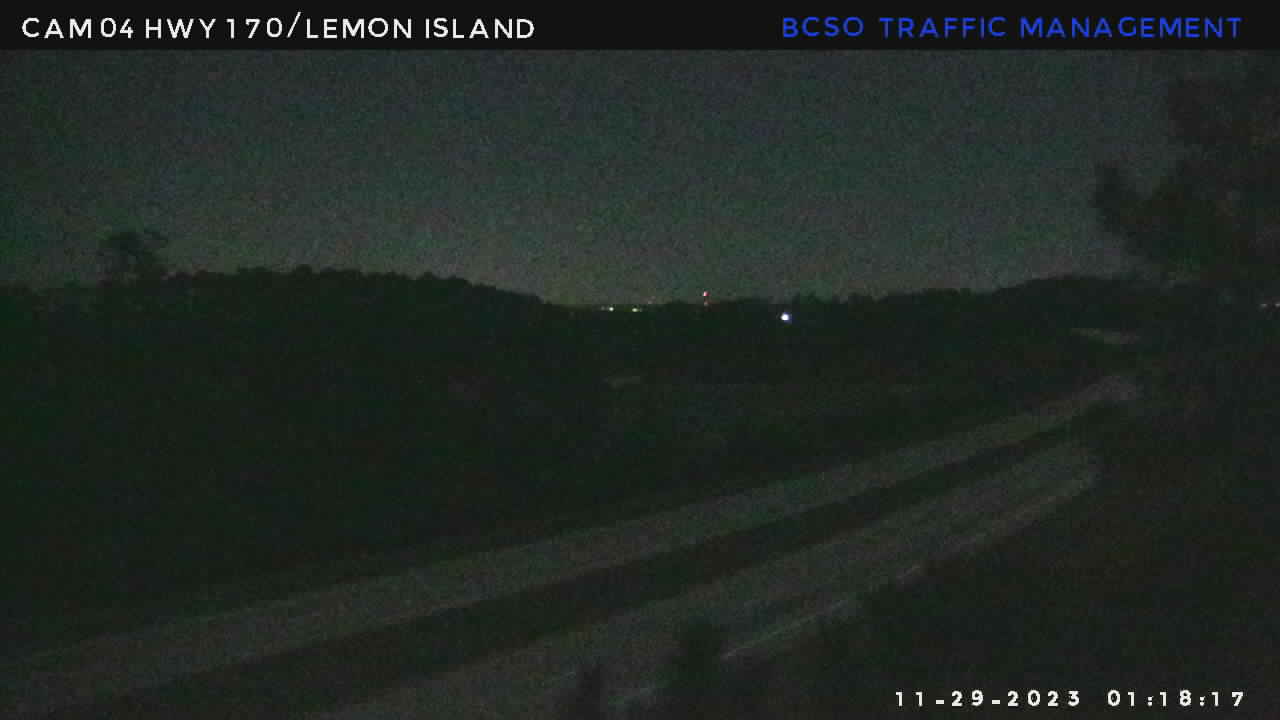 CAM 04 HWY 170/LEMON ISLAND
BCSO TRAFFIC MANAGEMENT
11-29-2023 01:18:17